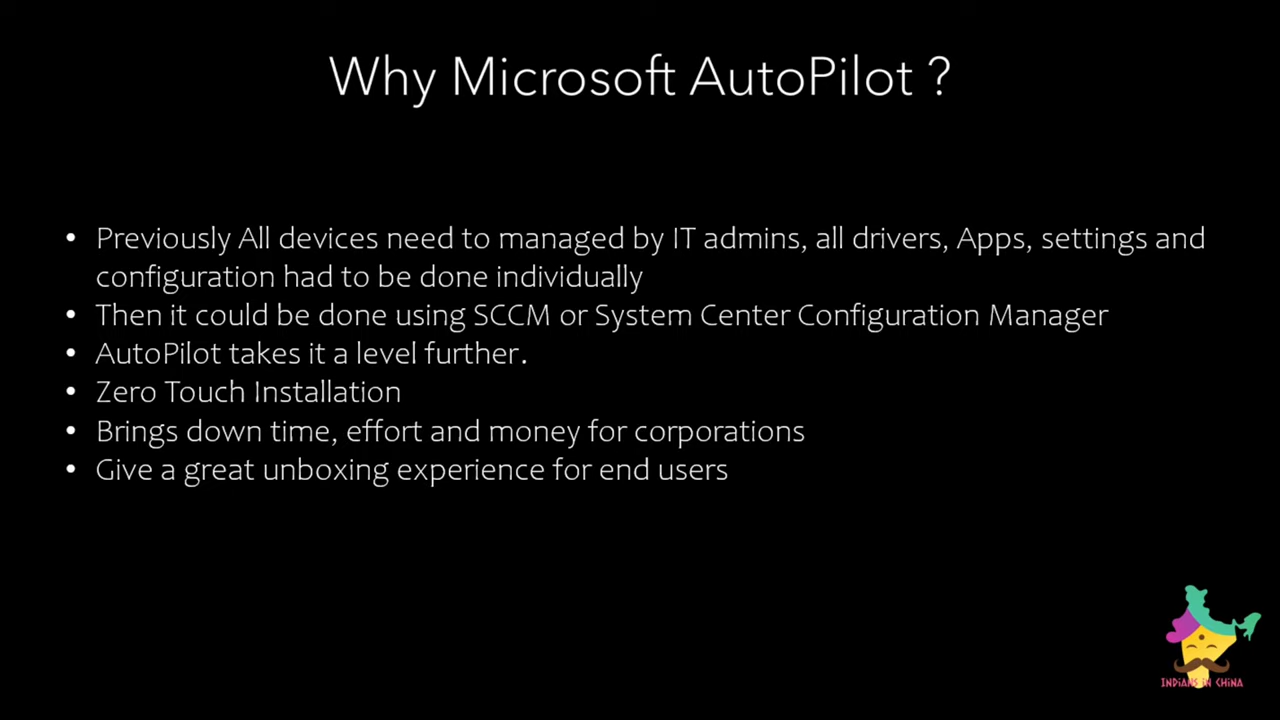 Why Microsoft AutoPilot ?
• Previously All devices need to managed by IT admins, all drivers, Apps, settings and
configuration had to be done individually
• Then it could be done using SCCM or System Center Configuration Manager
• AutoPilot takes it a level further.
• Zero Touch Installation
• Brings down time, effort and money for corporations
• Give a great unboxing experience for end users
INDIANS IN CHINA